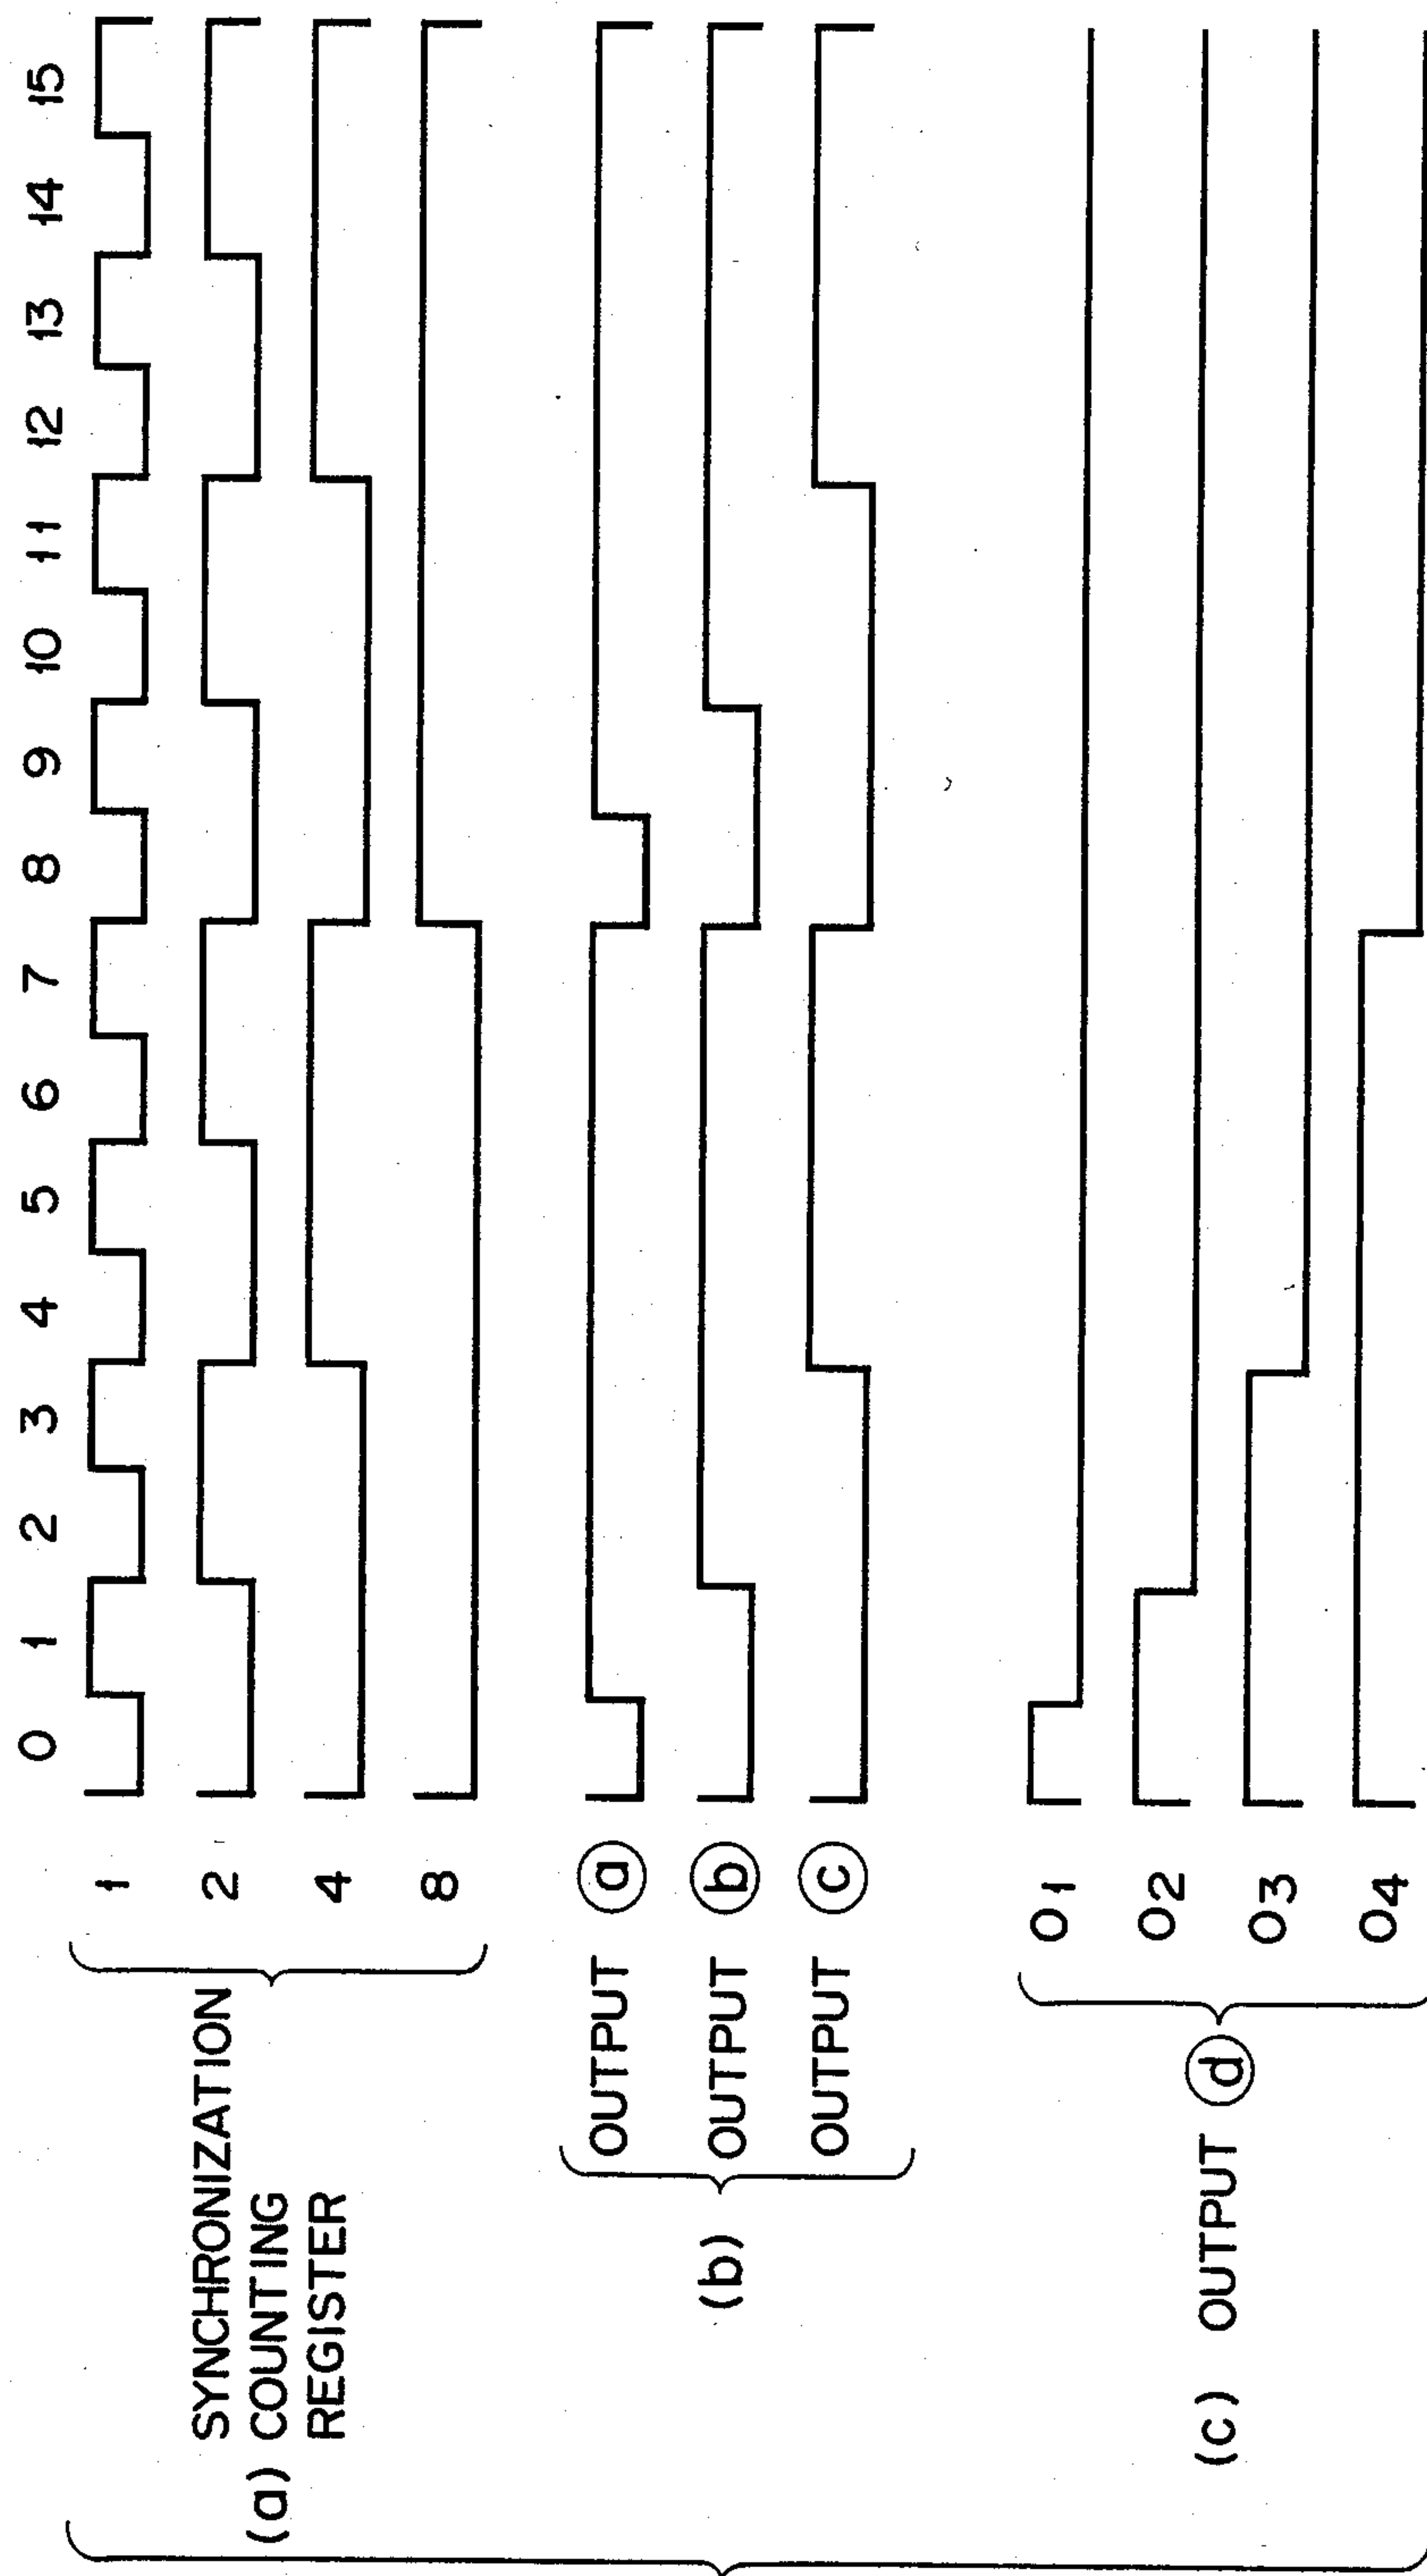 0 1 2 3 4 5 6 7 8 9 10 11 12 13 14 15
(a) SYNCHRONIZATION
COUNTING
REGISTER
1
2
4
8
(b)
OUTPUT ⓐ
OUTPUT ⓑ
OUTPUT ⓒ
(c) OUTPUT ⓓ
O1
O2
O3
O4